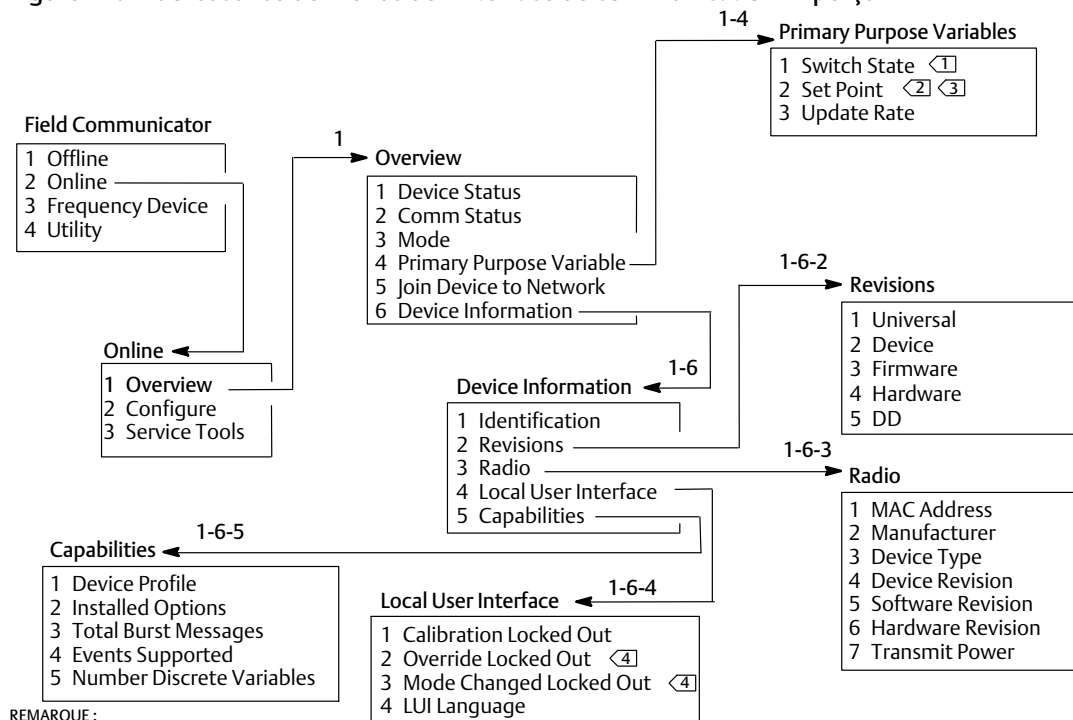 1-4
Primary Purpose Variables
1 Switch State 1
2 Set Point 2 3
3 Update Rate
Field Communicator
1 Offline
2 Online
3 Frequency Device
4 Utility
1
Overview
1 Device Status
2 Comm Status
3 Mode
4 Primary Purpose Variable
5 Join Device to Network
6 Device Information
1-6-2
Revisions
1 Universal
2 Device
3 Firmware
4 Hardware
5 DD
Online
1 Overview
2 Configure
3 Service Tools
1-6
Device Information
1 Identification
2 Revisions
3 Radio
4 Local User Interface
5 Capabilities
1-6-3
Radio
1 MAC Address
2 Manufacturer
3 Device Type
4 Device Revision
5 Software Revision
6 Hardware Revision
7 Transmit Power
1-6-5
Capabilities
1 Device Profile
2 Installed Options
3 Total Burst Messages
4 Events Supported
5 Number Discrete Variables
1-6-4
Local User Interface
1 Calibration Locked Out
2 Override Locked Out 4
3 Mode Changed Locked Out 4
4 LUI Language
REMARQUE :